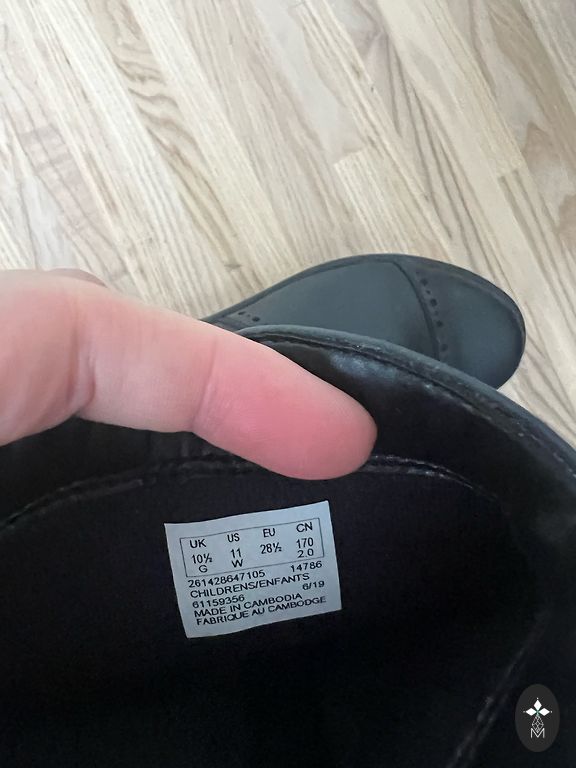 UK US EU CN
10½ 11 28½ 170
G W 2.0
261428647105 14786
CHILDRENS/ENFANTS
61159356 6/19
MADE IN CAMBODIA
FABRIQUE AU CAMBODGE
M